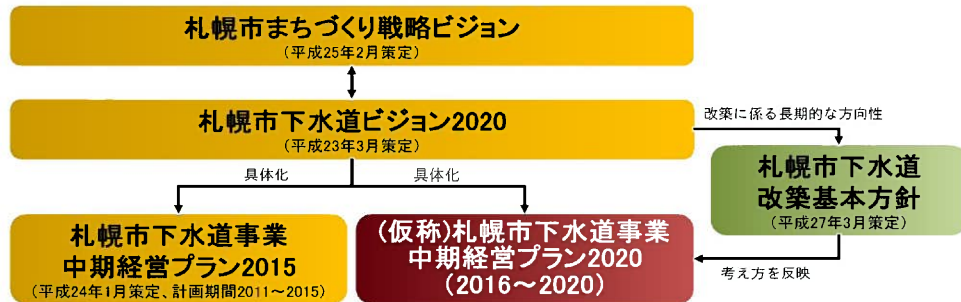 札幌市まちづくり戦略ビジョン
(平成25年2月策定)
札幌市下水道ビジョン2020
(平成23年3月策定)
改築に係る長期的な方向性
具体化
具体化
札幌市下水道
改築基本方針
(平成27年3月策定)
札幌市下水道事業
中期経営プラン2015
(平成24年1月策定、計画期間2011～2015)
(仮称)札幌市下水道事業
中期経営プラン2020
(2016～2020)
考え方を反映